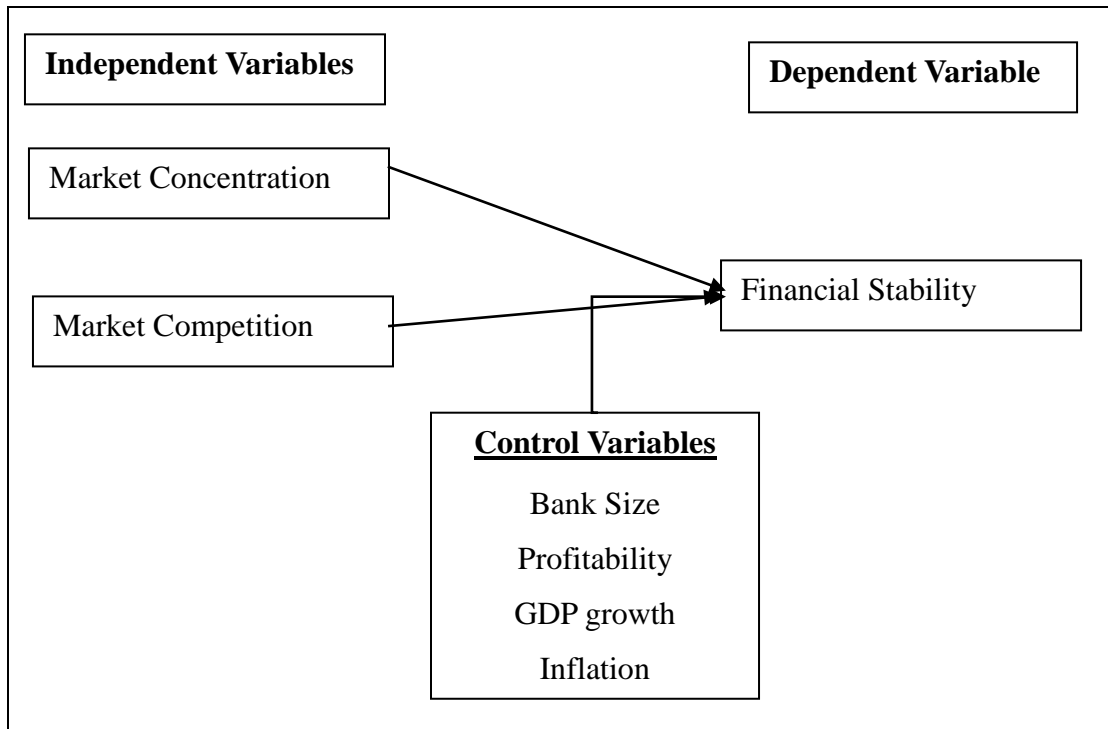 Independent Variables
Dependent Variable
Market Concentration
Financial Stability
Market Competition
Control Variables
Bank Size
Profitability
GDP growth
Inflation